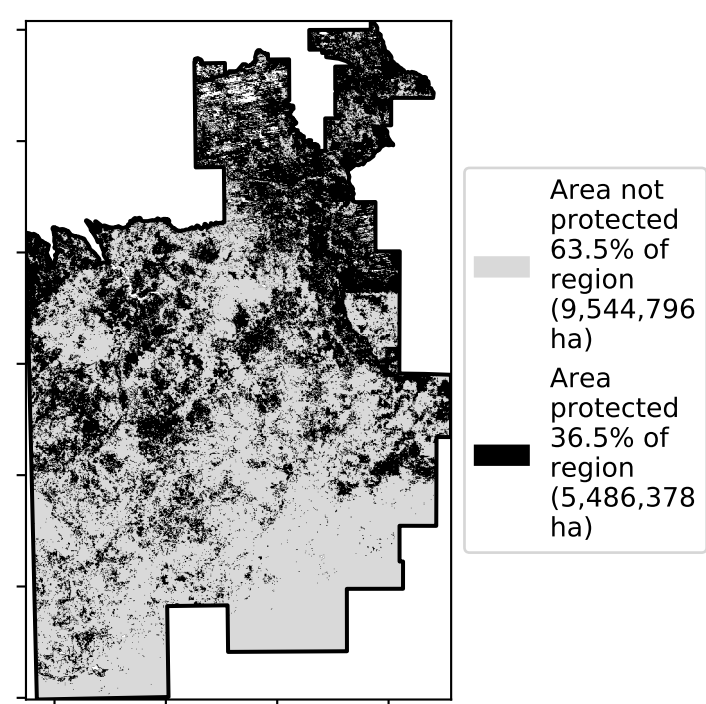 Area not
protected
63.5% of
region
(9,544,796
ha)
Area
protected
36.5% of
region
(5,486,378
ha)